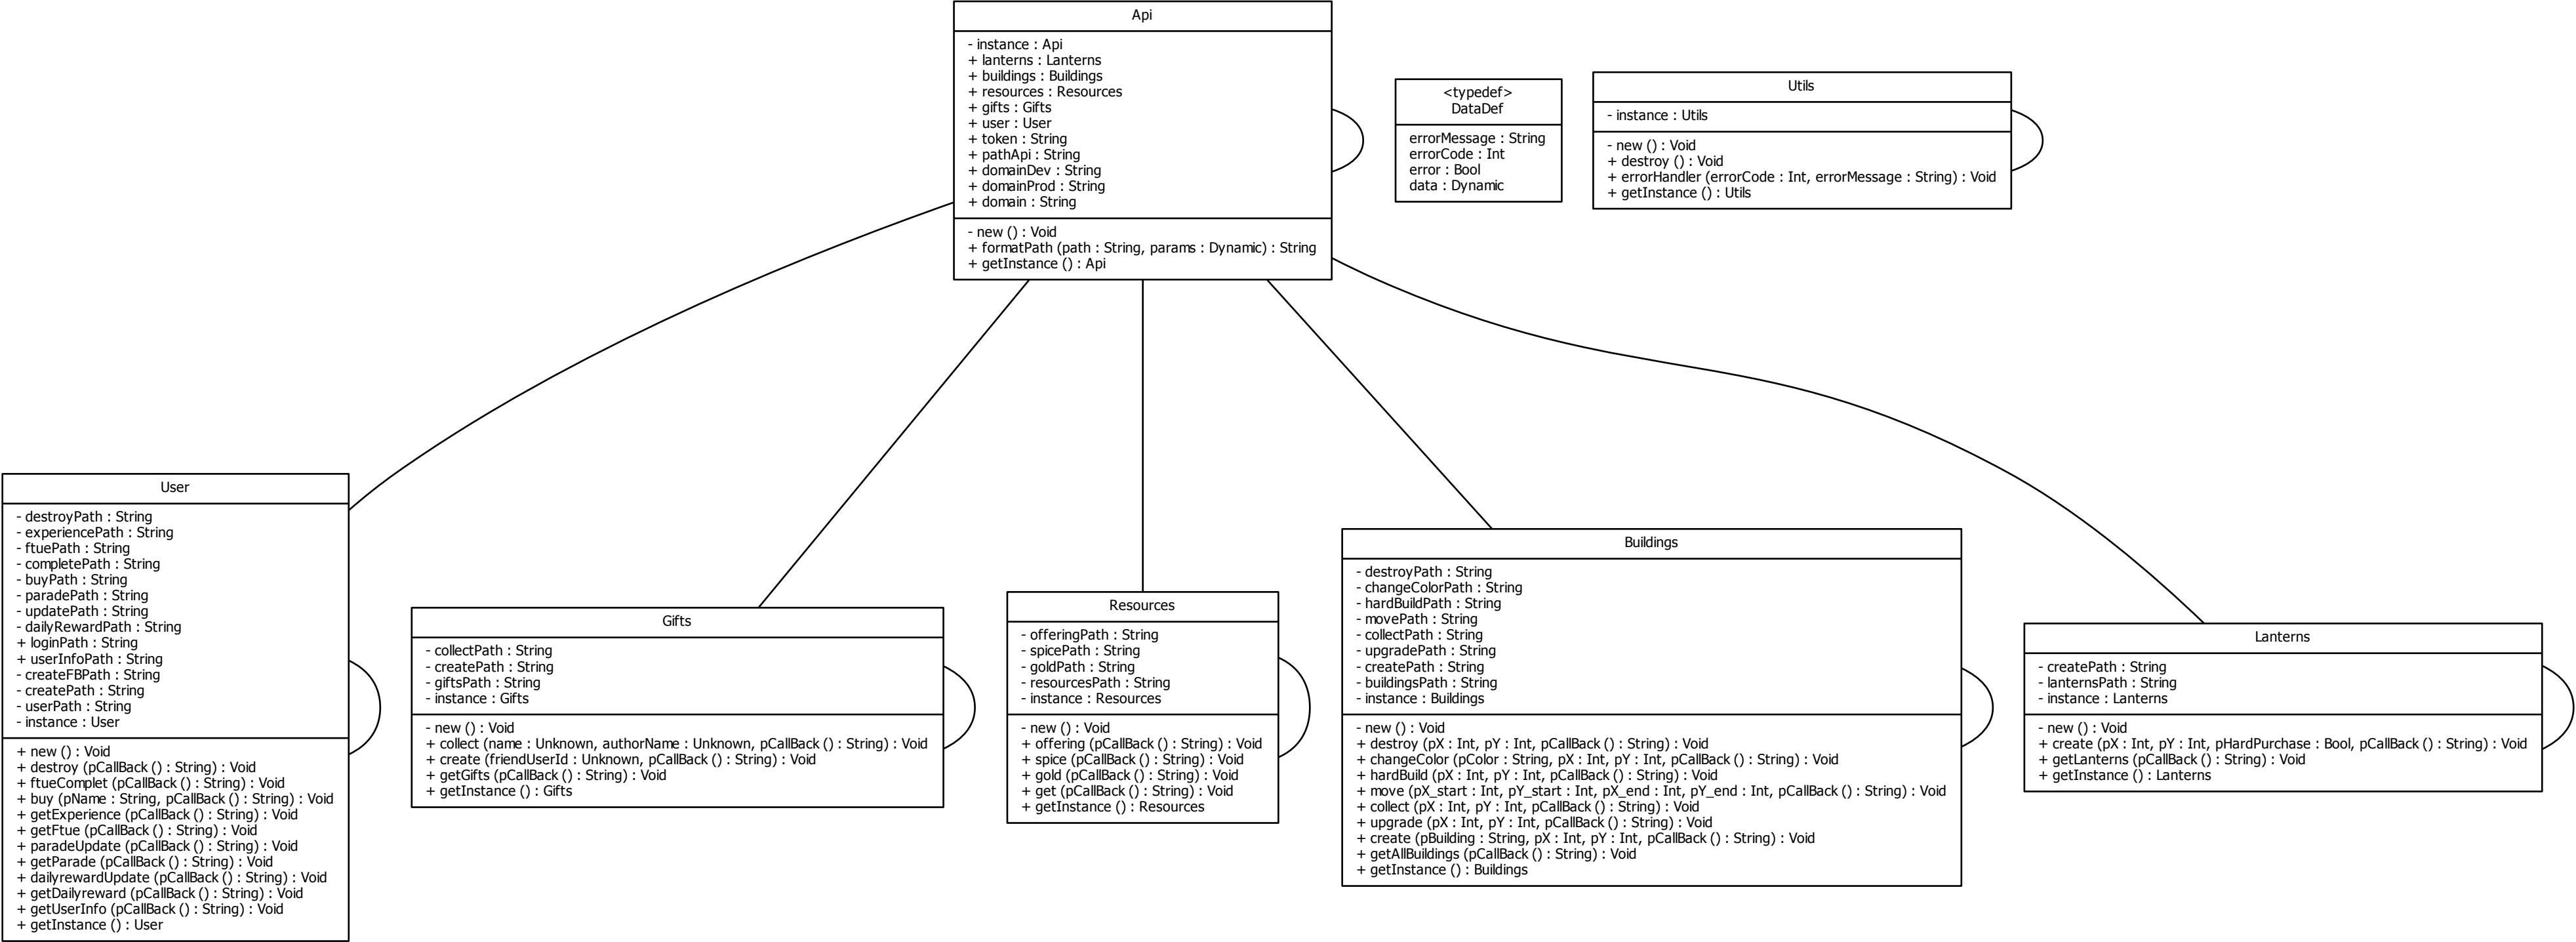 Api
- instance : Api
+ lanterns : Lanterns
+ buildings : Buildings
+ resources : Resources
+ gifts : Gifts
+ user : User
+ token : String
+ pathApi : String
+ domainDev : String
+ domainProd : String
+ domain : String
- new () : Void
+ formatPath (path : String, params : Dynamic) : String
+ getInstance () : Api
<typedef>
DataDef
errorMessage : String
errorCode : Int
error : Bool
data : Dynamic
Utils
- instance : Utils
- new () : Void
+ destroy () : Void
+ errorHandler (errorCode : Int, errorMessage : String) : Void
+ getInstance () : Utils
User
- destroyPath : String
- experiencePath : String
- ftuePath : String
- completePath : String
- buyPath : String
- paradePath : String
- updatePath : String
- dailyRewardPath : String
+ loginPath : String
+ userInfoPath : String
- createFBPath : String
- createPath : String
- userPath : String
- instance : User
+ new () : Void
+ destroy (pCallBack () : String) : Void
+ ftueComplet (pCallBack () : String) : Void
+ buy (pName : String, pCallBack () : String) : Void
+ getExperience (pCallBack () : String) : Void
+ getFtue (pCallBack () : String) : Void
+ paradeUpdate (pCallBack () : String) : Void
+ getParade (pCallBack () : String) : Void
+ dailyrewardUpdate (pCallBack () : String) : Void
+ getDailyreward (pCallBack () : String) : Void
+ getUserInfo (pCallBack () : String) : Void
+ getInstance () : User
Gifts
- collectPath : String
- createPath : String
- giftsPath : String
- instance : Gifts
- new () : Void
+ collect (name : Unknown, authorName : Unknown, pCallBack () : String) : Void
+ create (friendUserId : Unknown, pCallBack () : String) : Void
+ getGifts (pCallBack () : String) : Void
+ getInstance () : Gifts
Resources
- offeringPath : String
- spicePath : String
- goldPath : String
- resourcesPath : String
- instance : Resources
- new () : Void
+ offering (pCallBack () : String) : Void
+ spice (pCallBack () : String) : Void
+ gold (pCallBack () : String) : Void
+ get (pCallBack () : String) : Void
+ getInstance () : Resources
Buildings
- destroyPath : String
- changeColorPath : String
- hardBuildPath : String
- movePath : String
- collectPath : String
- upgradePath : String
- createPath : String
- buildingsPath : String
- instance : Buildings
- new () : Void
+ destroy (pX : Int, pY : Int, pCallBack () : String) : Void
+ changeColor (pColor : String, pX : Int, pY : Int, pCallBack () : String) : Void
+ hardBuild (pX : Int, pY : Int, pCallBack () : String) : Void
+ move (pX_start : Int, pY_start : Int, pX_end : Int, pY_end : Int, pCallBack () : String) : Void
+ collect (pX : Int, pY : Int, pCallBack () : String) : Void
+ upgrade (pX : Int, pY : Int, pCallBack () : String) : Void
+ create (pBuilding : String, pX : Int, pY : Int, pCallBack () : String) : Void
+ getAllBuildings (pCallBack () : String) : Void
+ getInstance () : Buildings
Lanterns
- createPath : String
- lanternsPath : String
- instance : Lanterns
- new () : Void
+ create (pX : Int, pY : Int, pHardPurchase : Bool, pCallBack () : String) : Void
+ getLanterns (pCallBack () : String) : Void
+ getInstance () : Lanterns